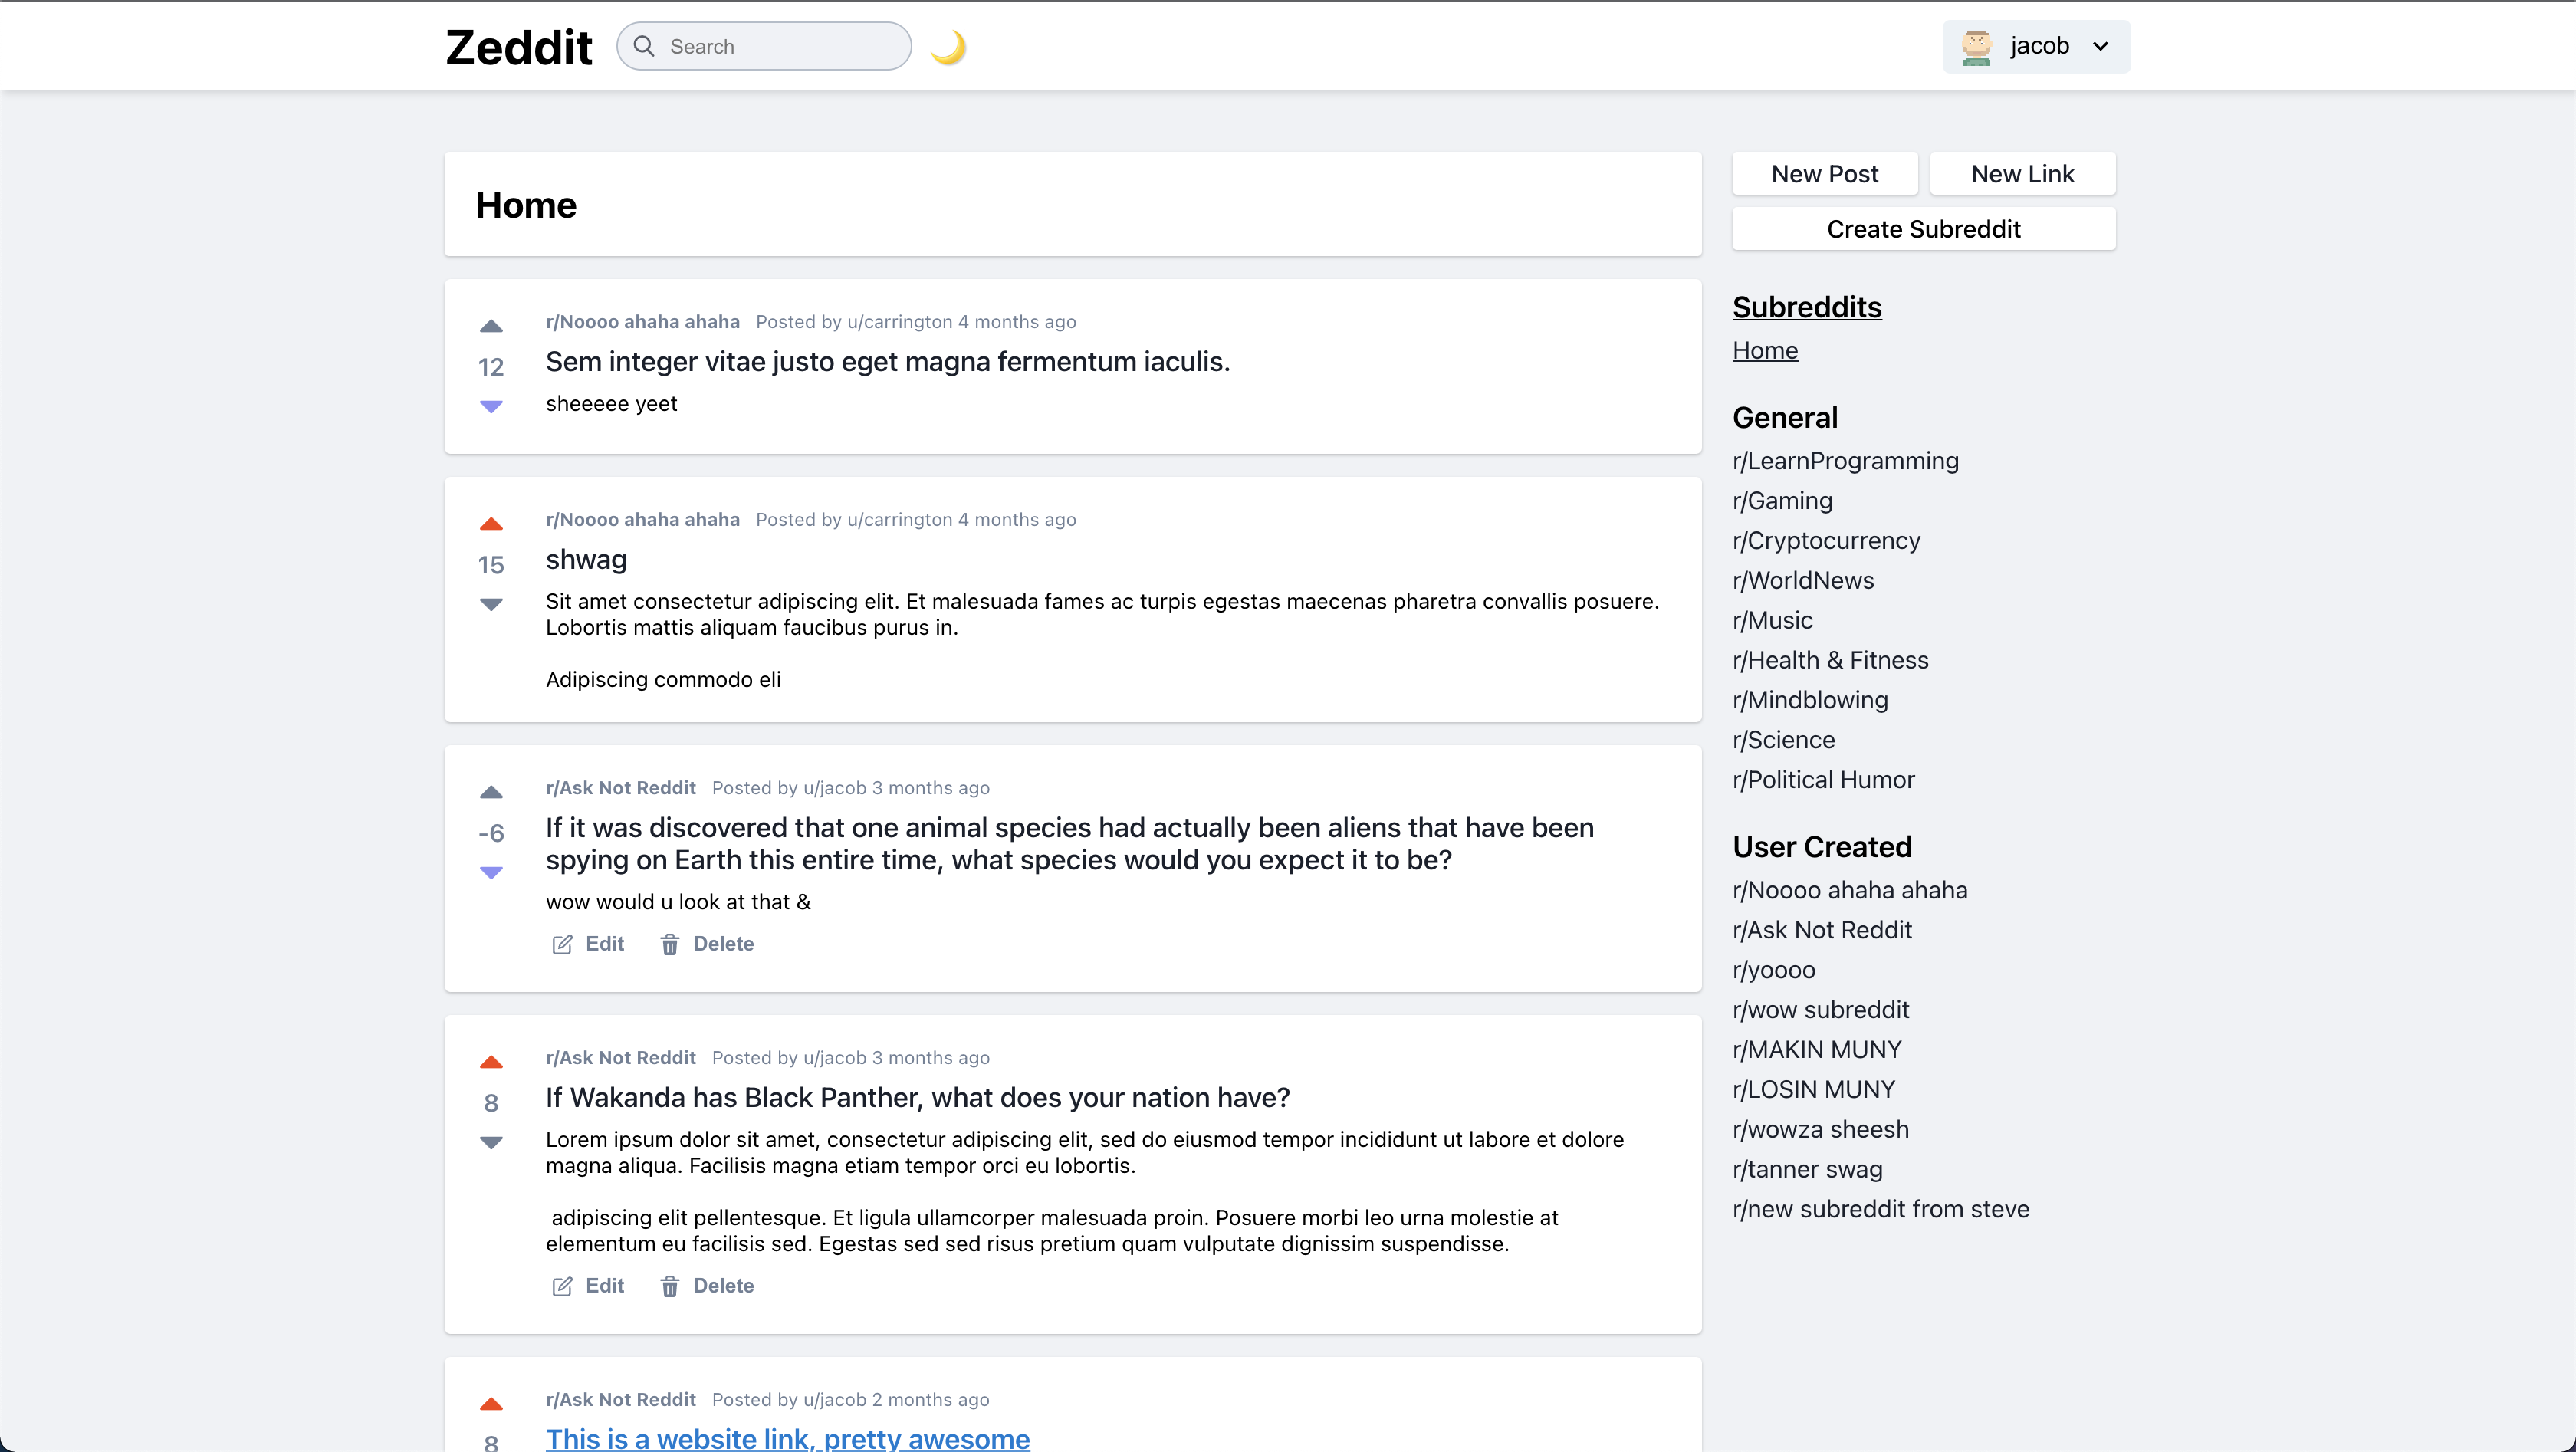 Zeddit
Search
jacob
Home
r/Noooo ahaha ahaha Posted by u/carrington 4 months ago
12
Sem integer vitae justo eget magna fermentum iaculis.
sheeeee yeet
r/Noooo ahaha ahaha Posted by u/carrington 4 months ago
15
shwag
Sit amet consectetur adipiscing elit. Et malesuada fames ac turpis egestas maecenas pharetra convallis posuere.
Lobortis mattis aliquam faucibus purus in.
Adipiscing commodo eli
r/Ask Not Reddit Posted by u/jacob 3 months ago
-6
If it was discovered that one animal species had actually been aliens that have been
spying on Earth this entire time, what species would you expect it to be?
wow would u look at that &
Edit Delete
r/Ask Not Reddit Posted by u/jacob 3 months ago
8
If Wakanda has Black Panther, what does your nation have?
Lorem ipsum dolor sit amet, consectetur adipiscing elit, sed do eiusmod tempor incididunt ut labore et dolore
magna aliqua. Facilisis magna etiam tempor orci eu lobortis.
adipiscing elit pellentesque. Et ligula ullamcorper malesuada proin. Posuere morbi leo urna molestie at
elementum eu facilisis sed. Egestas sed sed risus pretium quam vulputate dignissim suspendisse.
Edit Delete
r/Ask Not Reddit Posted by u/jacob 2 months ago
8
This is a website link, pretty awesome
New Post New Link
Create Subreddit
Subreddits
Home
General
r/LearnProgramming
r/Gaming
r/Cryptocurrency
r/WorldNews
r/Music
r/Health & Fitness
r/Mindblowing
r/Science
r/Political Humor
User Created
r/Noooo ahaha ahaha
r/Ask Not Reddit
r/yoooo
r/wow subreddit
r/MAKIN MUNY
r/LOSIN MUNY
r/wowza sheesh
r/tanner swag
r/new subreddit from steve